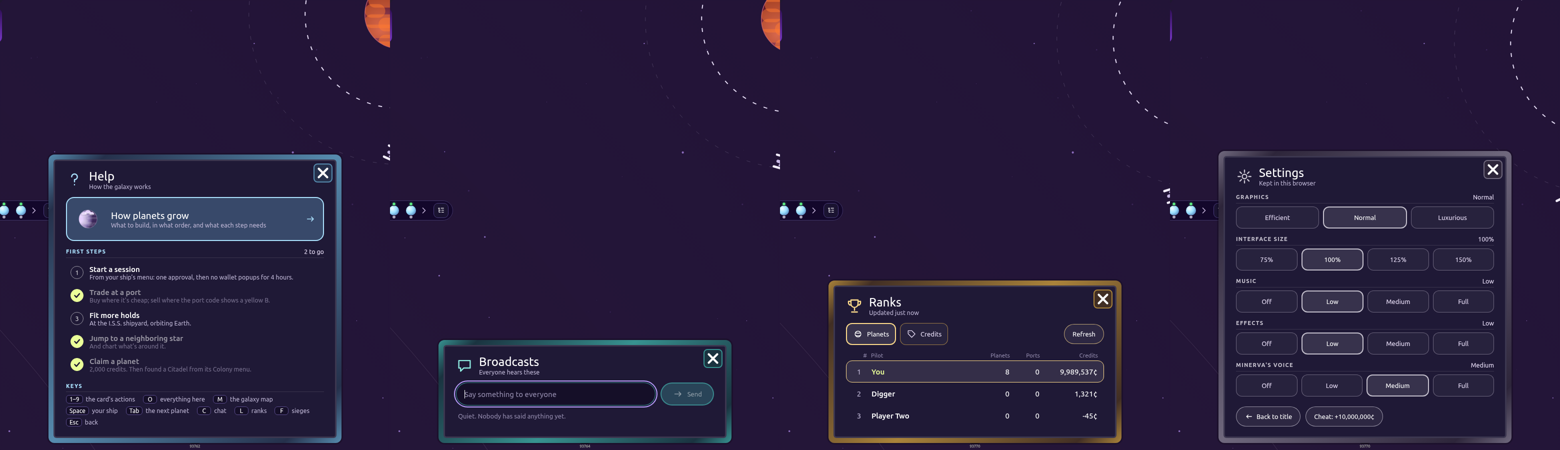 Help
How the galaxy works
How planets grow
What to build, in what order, and what each step needs
FIRST STEPS 2 to go
1 Start a session
From your ship's menu: one approval, then no wallet popups for 4 hours.
Trade at a port
Buy where it's cheap; sell where the port code shows a yellow B.
3 Fit more holds
At the I.S.S. shipyard, orbiting Earth.
Jump to a neighboring star
And chart what's around it.
Claim a planet
2,000 credits. Then found a Citadel from its Colony menu.
KEYS
1–9 the card's actions O everything here M the galaxy map
Space your ship Tab the next planet C chat L ranks F sieges
Esc back
Broadcasts
Everyone hears these
Say something to everyone
Send
Quiet. Nobody has said anything yet.
Ranks
Updated just now
Planets Credits Refresh
# Pilot Planets Ports Credits
1 You 8 0 9,989,537¢
2 Digger 0 0 1,321¢
3 Player Two 0 0 -45¢
Settings
Kept in this browser
GRAPHICS Normal
Efficient Normal Luxurious
INTERFACE SIZE 100%
75% 100% 125% 150%
MUSIC Low
Off Low Medium Full
EFFECTS Low
Off Low Medium Full
MINERVA'S VOICE Medium
Off Low Medium Full
Back to title Cheat: +10,000,000¢